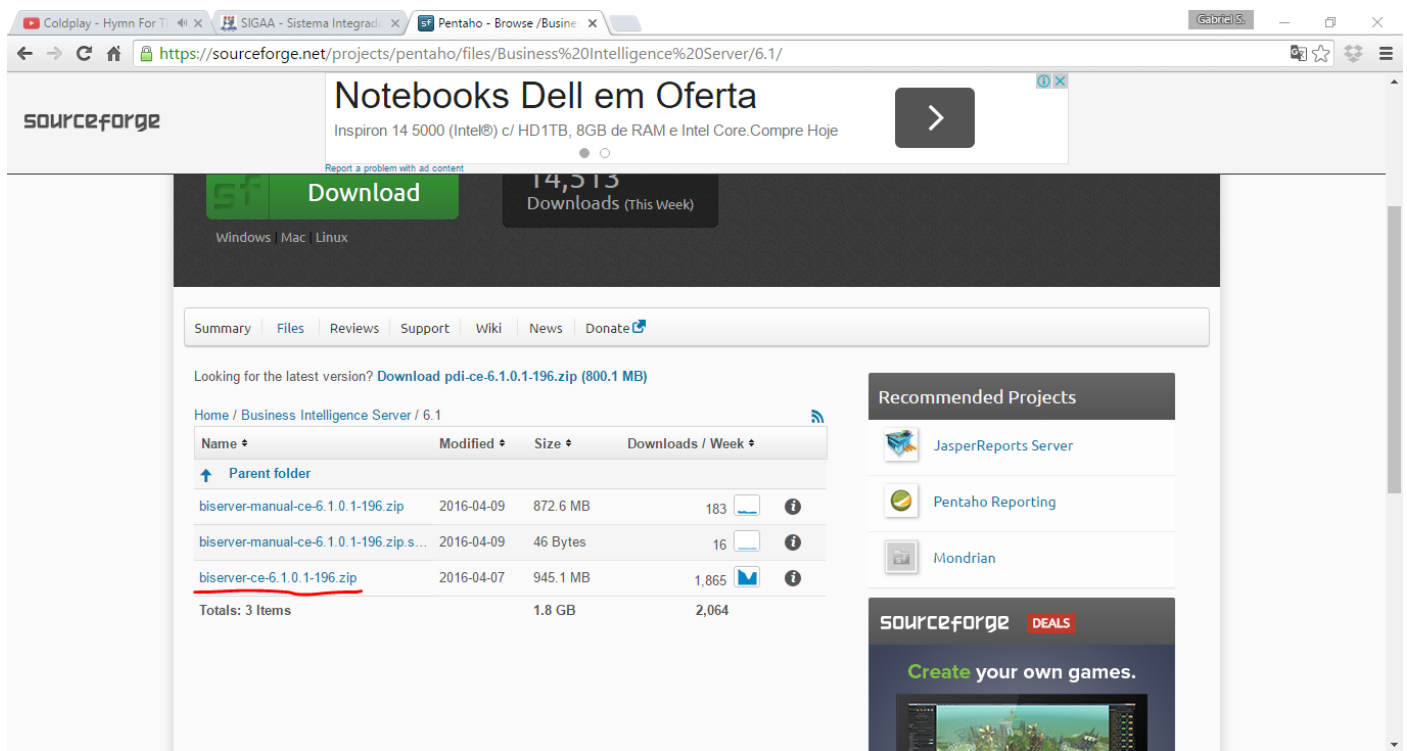 Coldplay - Hymn For T
SIGAA - Sistema Integrado
Pentaho - Browse /Busine
Gabriel S.
https://sourceforge.net/projects/pentaho/files/Business%20Intelligence%20Server/6.1/
sourceforge
Notebooks Dell em Oferta
Inspiron 14 5000 (Intel®) c/ HD1TB, 8GB de RAM e Intel Core.Compre Hoje
Report a problem with ad content
sf Download
14,513
Downloads (This Week)
Windows | Mac | Linux
Summary Files Reviews Support Wiki News Donate
Looking for the latest version? Download pdi-ce-6.1.0.1-196.zip (800.1 MB)
Home / Business Intelligence Server / 6.1
Name Modified Size Downloads / Week
Parent folder
biserver-manual-ce-6.1.0.1-196.zip 2016-04-09 872.6 MB 183
biserver-manual-ce-6.1.0.1-196.zip.s... 2016-04-09 46 Bytes 16
biserver-ce-6.1.0.1-196.zip 2016-04-07 945.1 MB 1,865
Totals: 3 Items 1.8 GB 2,064
Recommended Projects
JasperReports Server
Pentaho Reporting
Mondrian
sourceforge DEALS
Create your own games.